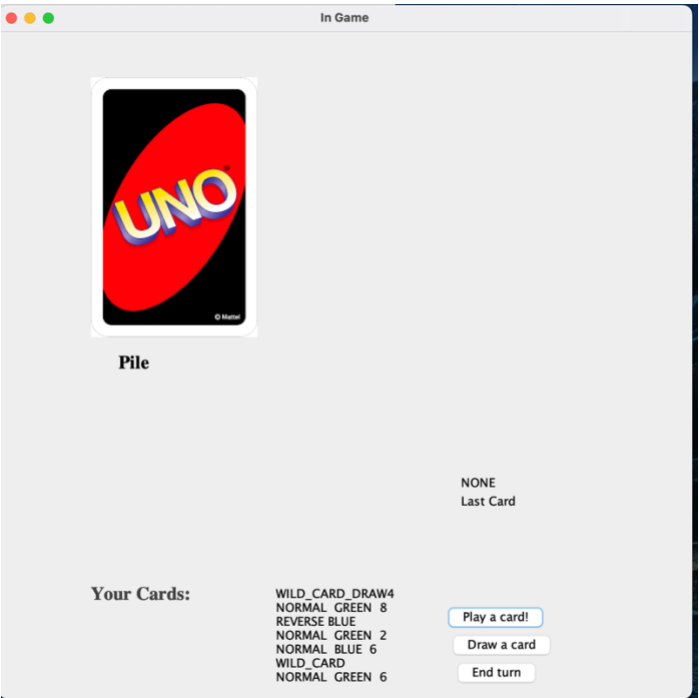 In Game
UNO
© Mattel
Pile
NONE
Last Card
Your Cards:
WILD_CARD_DRAW4
NORMAL GREEN 8
REVERSE BLUE
NORMAL GREEN 2
NORMAL BLUE 6
WILD_CARD
NORMAL GREEN 6
Play a card!
Draw a card
End turn